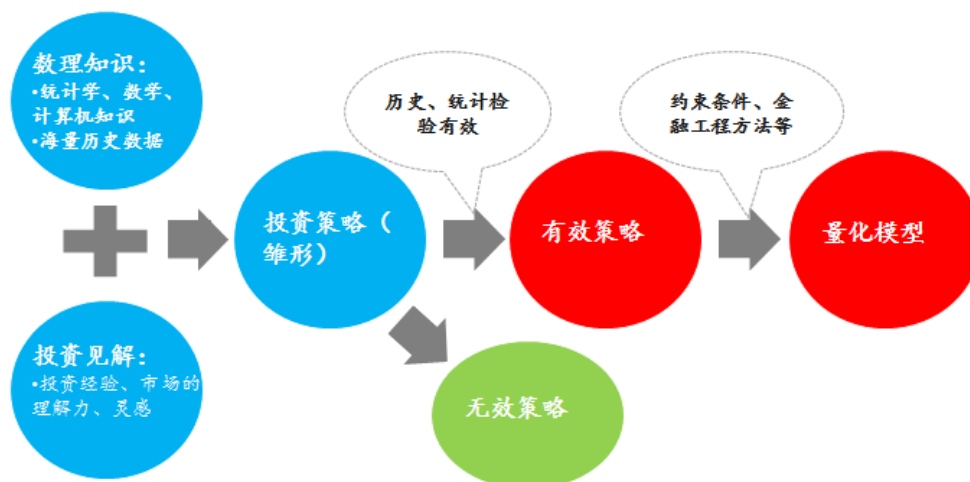 数理知识：
•统计学、数学、
计算机知识
•海量历史数据
投资见解：
•投资经验、市场的
理解力、灵感
投资策略（
雏形）
历史、统计检
验有效
有效策略
无效策略
约束条件、金
融工程方法等
量化模型